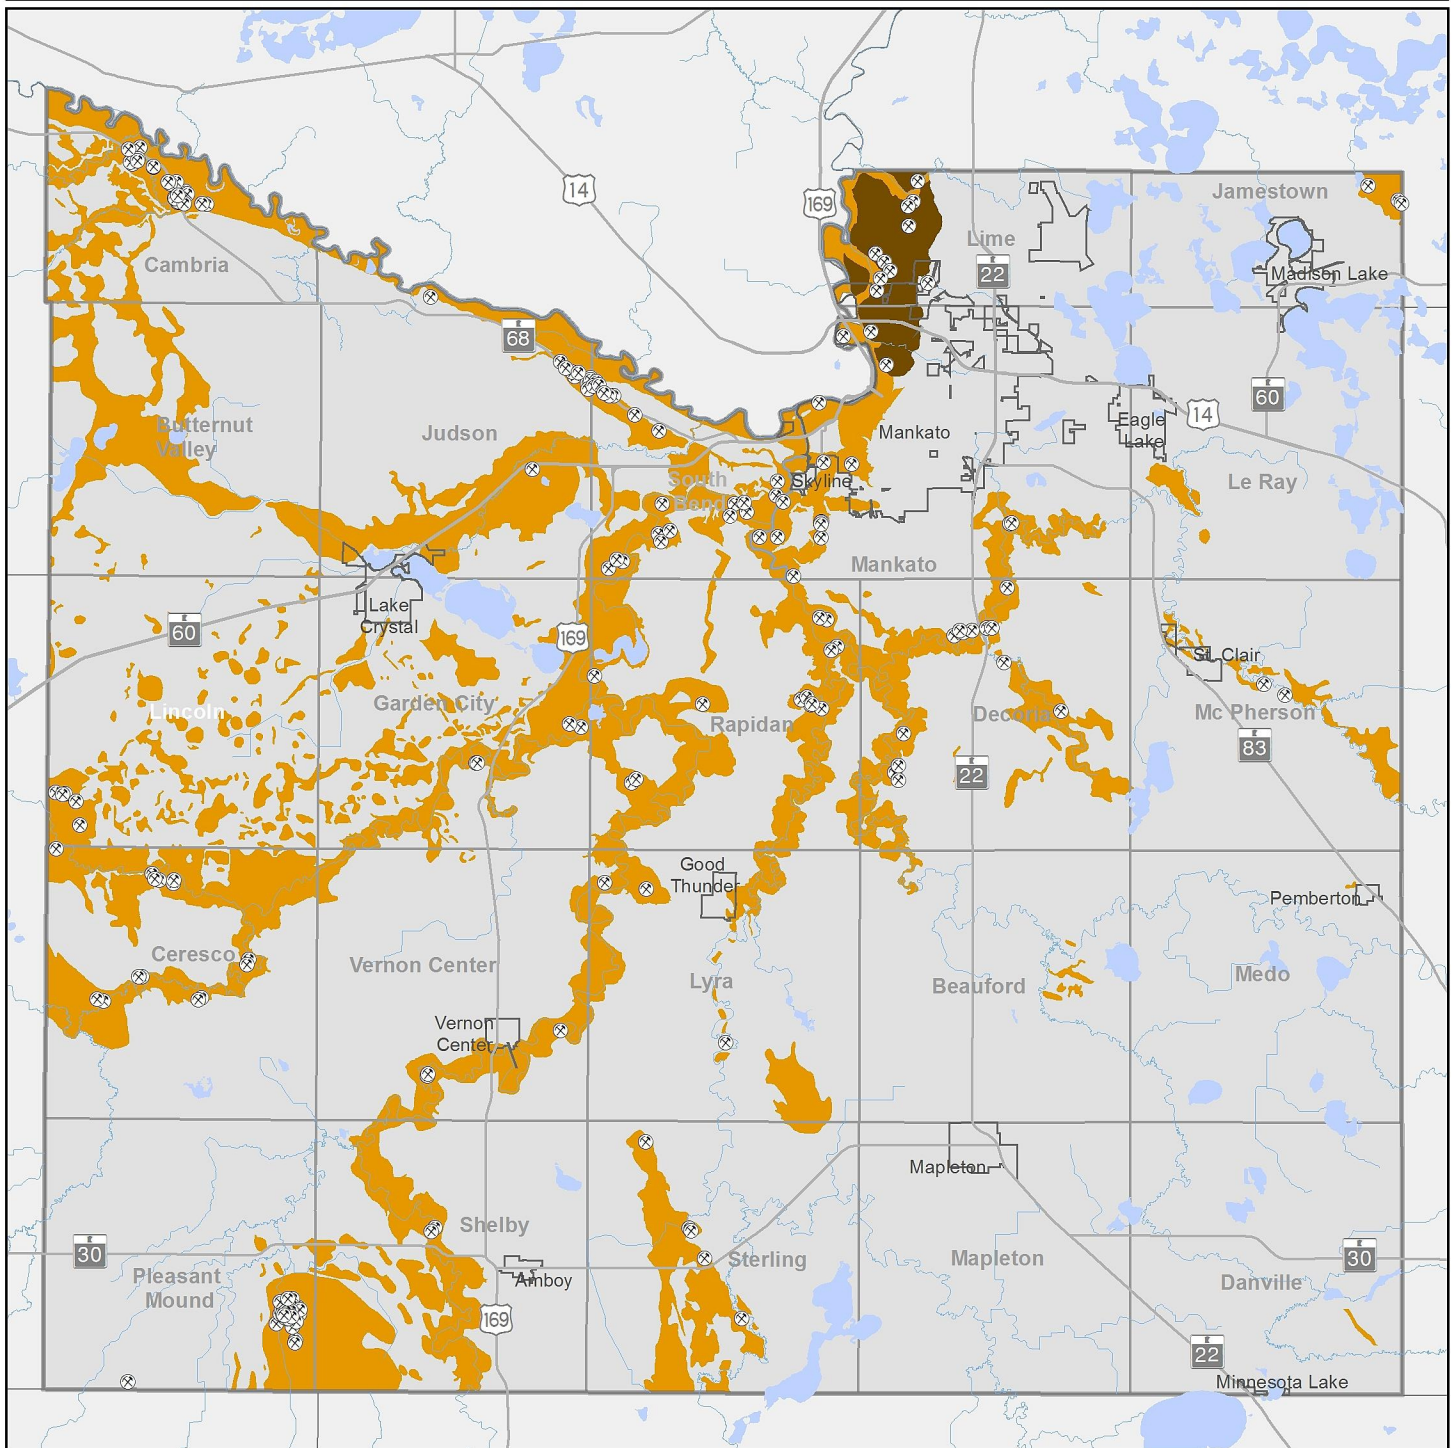 14
169
Jamestown
Lime
22
Madison Lake
Cambria
68
60
14
Butternut
Valley
Judson
Mankato
Eagle
Lake
South
Bend
Skyline
Le Ray
Mankato
Lake
Crystal
60
169
St. Clair
Lincoln
Garden City
Rapidan
Decoria
Mc Pherson
83
22
Good
Thunder
Pemberton
Ceresco
Vernon Center
Lyra
Beauford
Medo
Vernon
Center
Mapleton
Shelby
30
Sterling
Mapleton
30
Pleasant
Mound
Amboy
Danville
169
22
Minnesota Lake